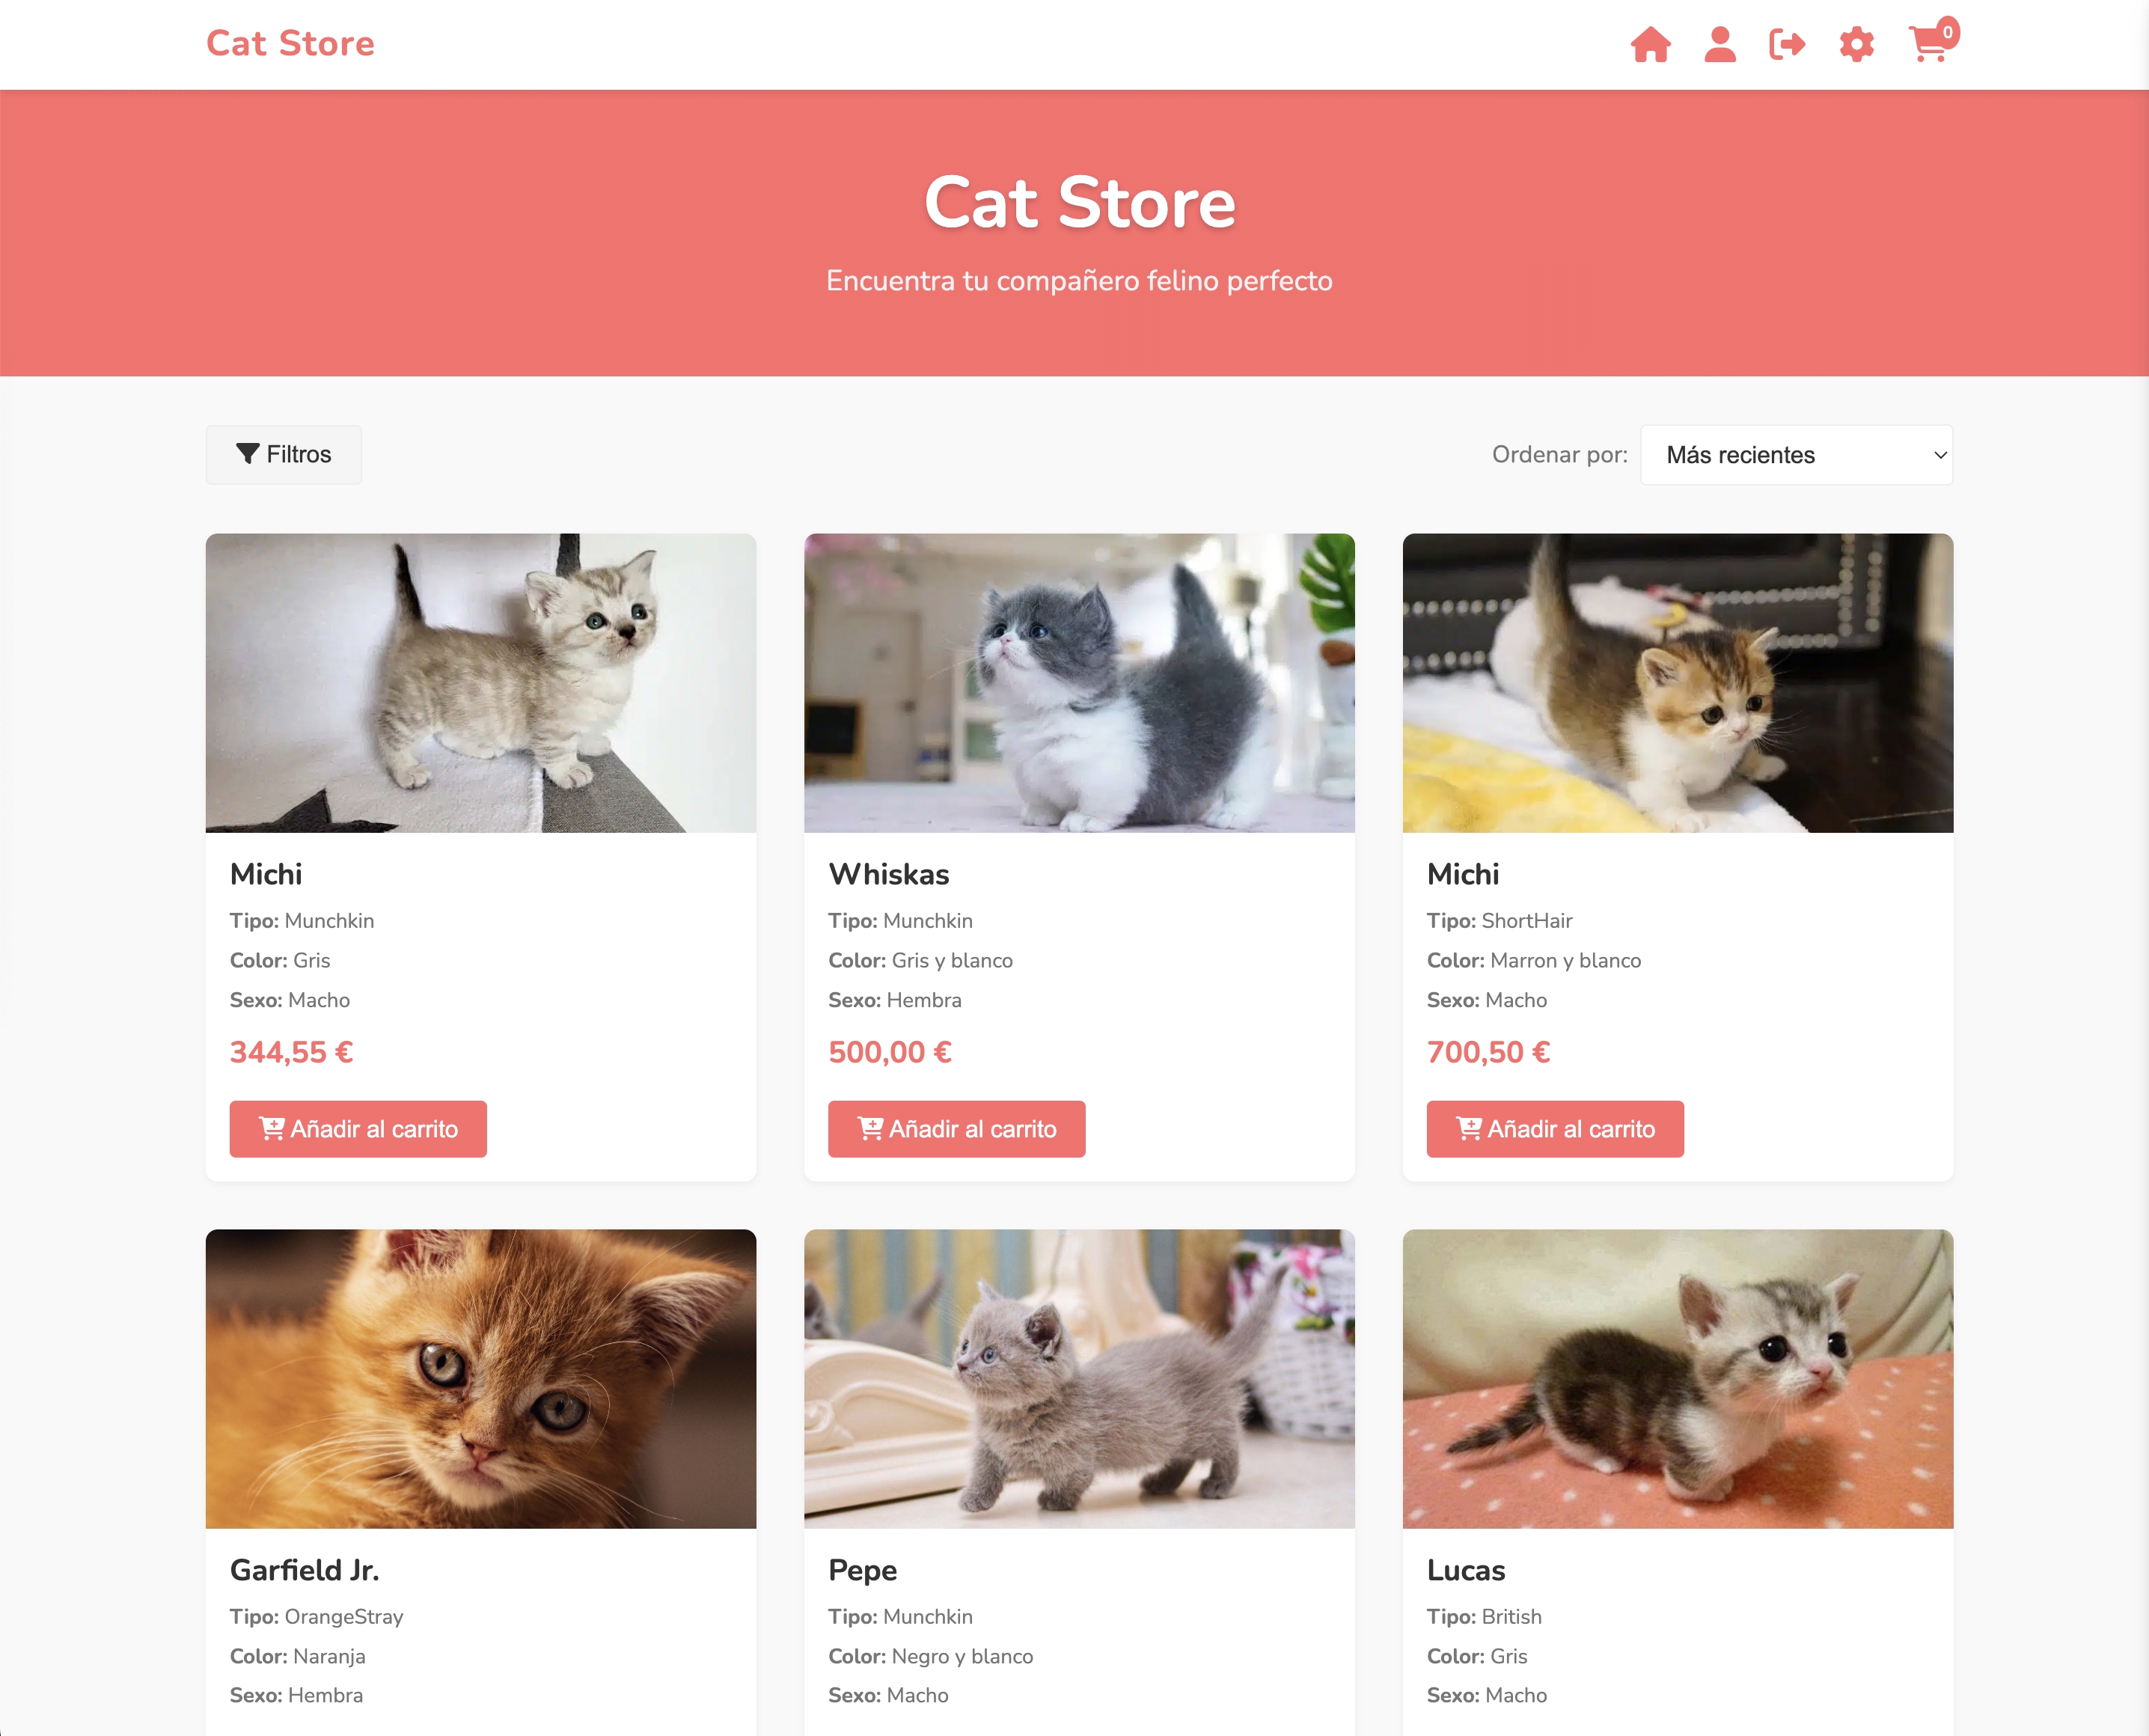 Cat Store
0
Cat Store
Encuentra tu compañero felino perfecto
Filtros
Ordenar por: Más recientes
Michi
Tipo: Munchkin
Color: Gris
Sexo: Macho
344,55 €
Añadir al carrito
Whiskas
Tipo: Munchkin
Color: Gris y blanco
Sexo: Hembra
500,00 €
Añadir al carrito
Michi
Tipo: ShortHair
Color: Marron y blanco
Sexo: Macho
700,50 €
Añadir al carrito
Garfield Jr.
Tipo: OrangeStray
Color: Naranja
Sexo: Hembra
Pepe
Tipo: Munchkin
Color: Negro y blanco
Sexo: Macho
Lucas
Tipo: British
Color: Gris
Sexo: Macho